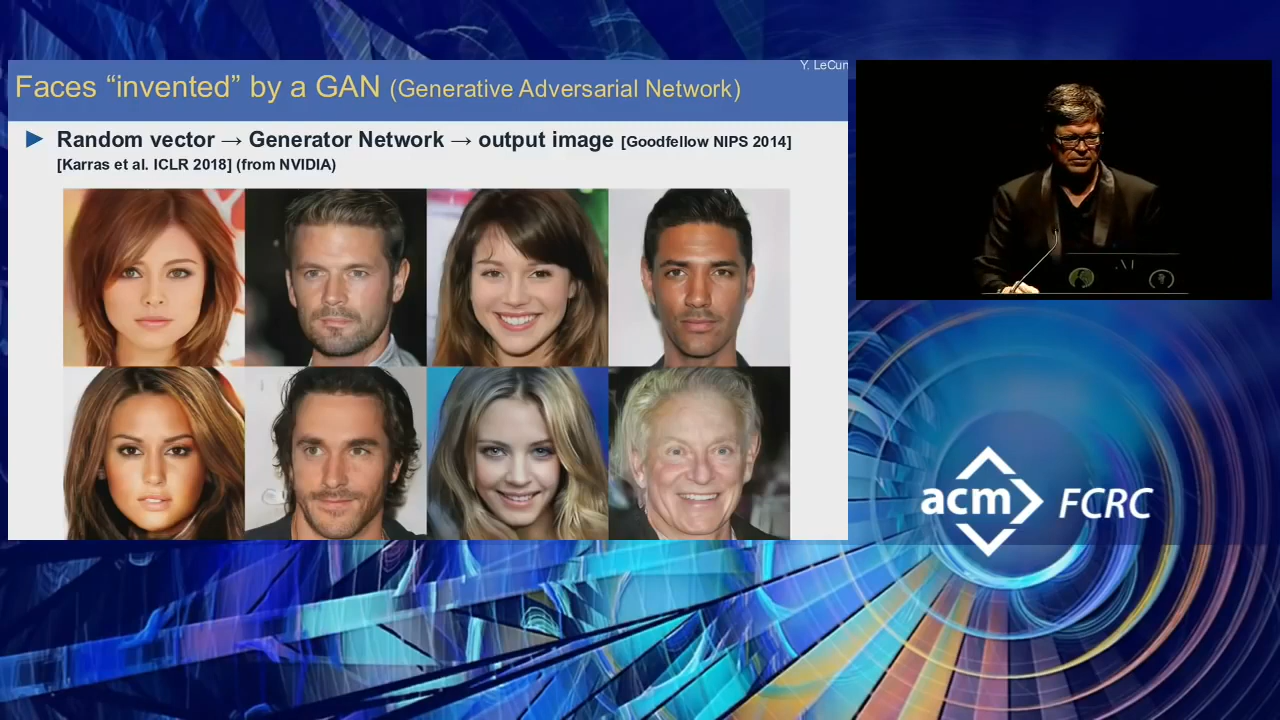 Y. LeCun
Faces “invented” by a GAN (Generative Adversarial Network)
Random vector → Generator Network → output image [Goodfellow NIPS 2014]
[Karras et al. ICLR 2018] (from NVIDIA)
acm FCRC